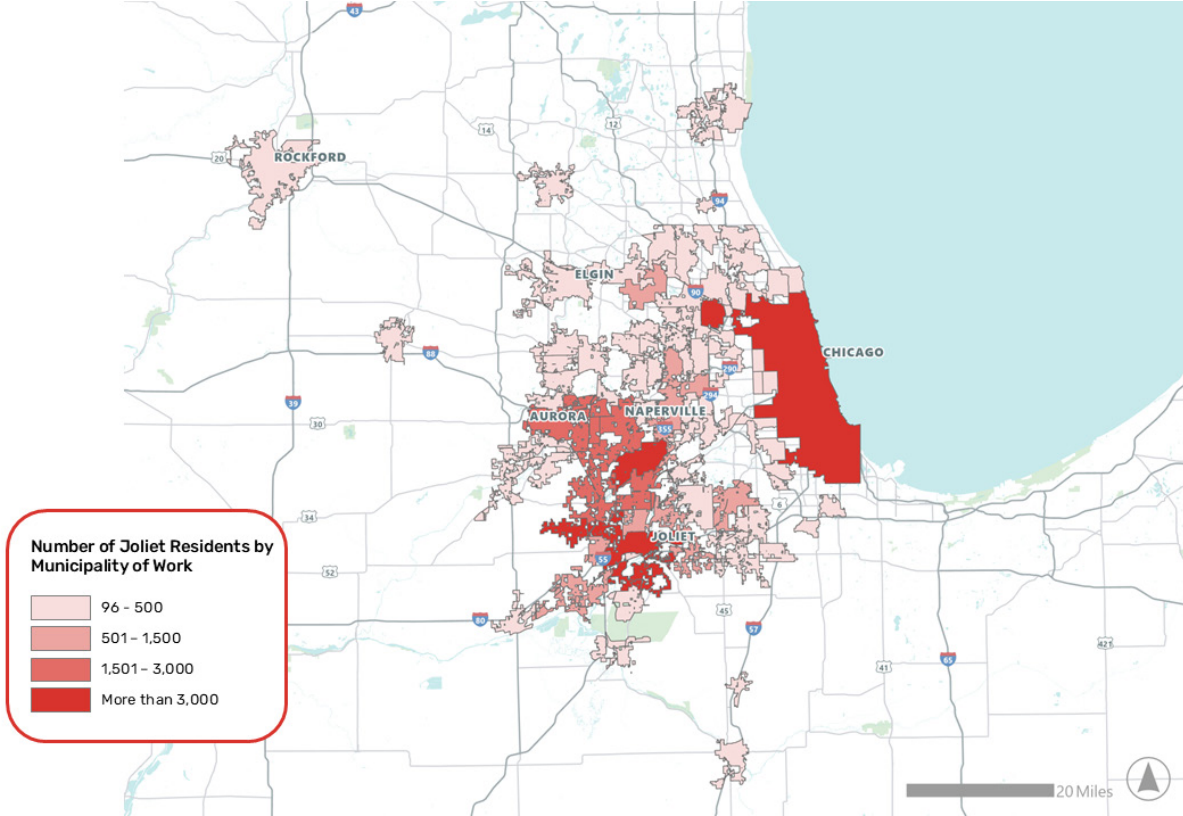 43
14
12
20
ROCKFORD
94
ELGIN
90
CHICAGO
88
290
294
39
AURORA
NAPERVILLE
30
355
6
34
JOLIET
Number of Joliet Residents by
Municipality of Work
96 - 500
501 - 1,500
1,501 - 3,000
More than 3,000
52
55
80
45
57
65
41
421
20 Miles